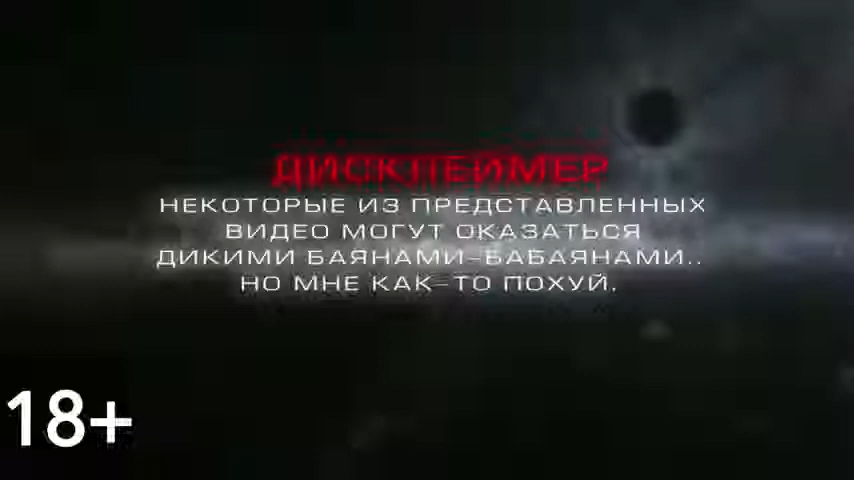 ДИСКЛЕЙМЕР
НЕКОТОРЫЕ ИЗ ПРЕДСТАВЛЕННЫХ
ВИДЕО МОГУТ ОКАЗАТЬСЯ
ДИКИМИ БАЯНАМИ-БАБАЯНАМИ..
НО МНЕ КАК-ТО ПОХУЙ.
18+